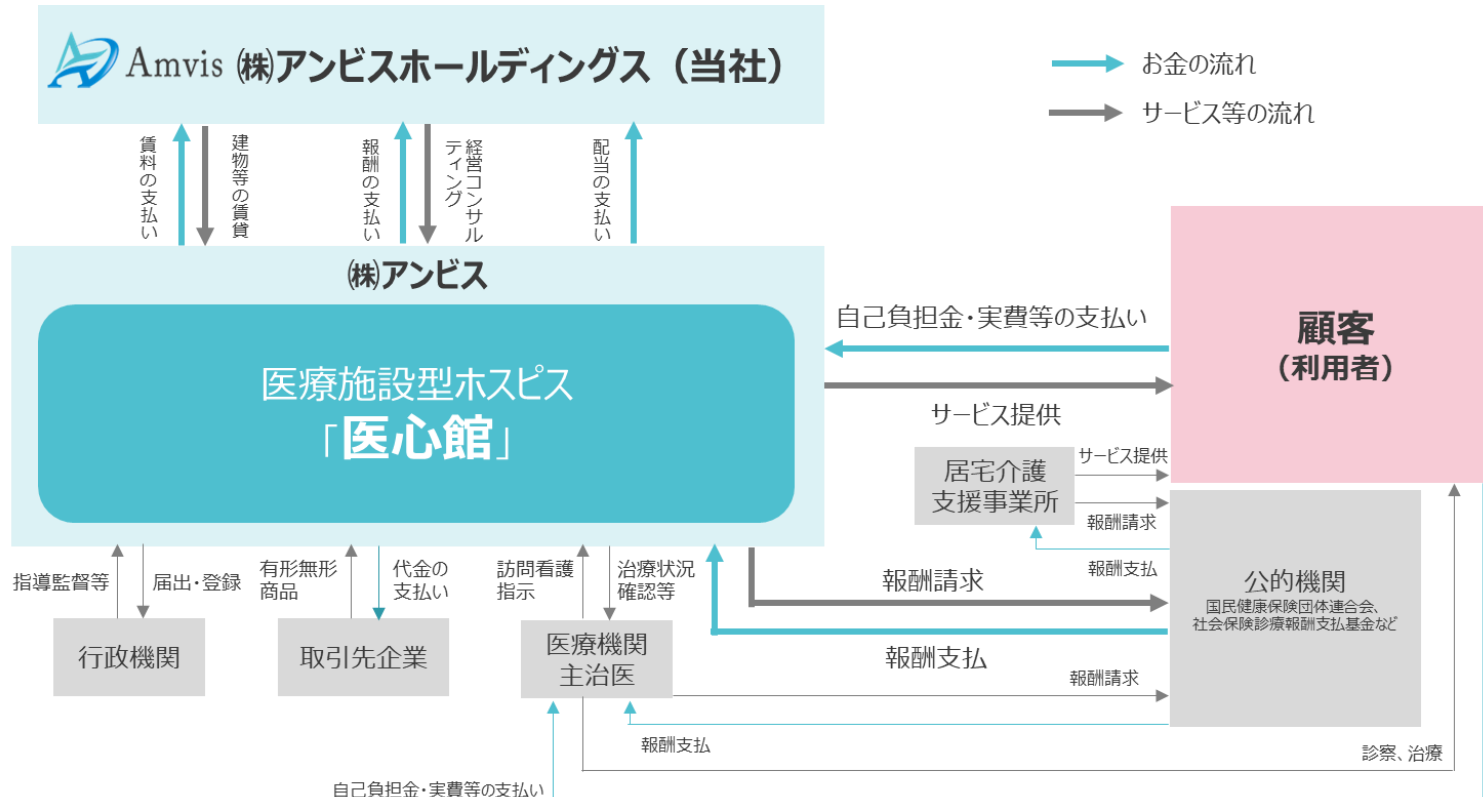 Amvis ㈱アンビスホールディングス（当社）
お金の流れ
サービス等の流れ
賃料の支払い
建物等の賃貸
報酬の支払い
経営コンサル
ティング
配当の支払い
㈱アンビス
医療施設型ホスピス
「医心館」
自己負担金・実費等の支払い
サービス提供
顧客
（利用者）
居宅介護
支援事業所
サービス提供
報酬請求
報酬支払
公的機関
国民健康保険団体連合会、
社会保険診療報酬支払基金など
報酬請求
報酬支払
指導監督等
届出・登録
有形無形
商品
代金の
支払い
訪問看護
指示
治療状況
確認等
行政機関
取引先企業
医療機関
主治医
報酬請求
報酬支払
診察、治療
自己負担金・実費等の支払い